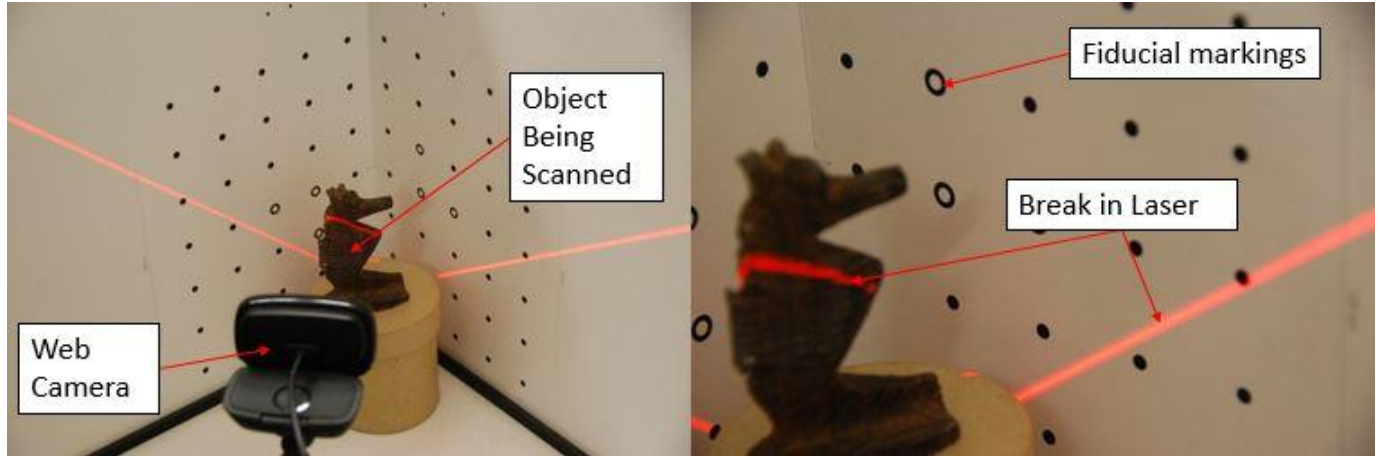 Object
Being
Scanned
Web
Camera
Fiducial markings
Break in Laser